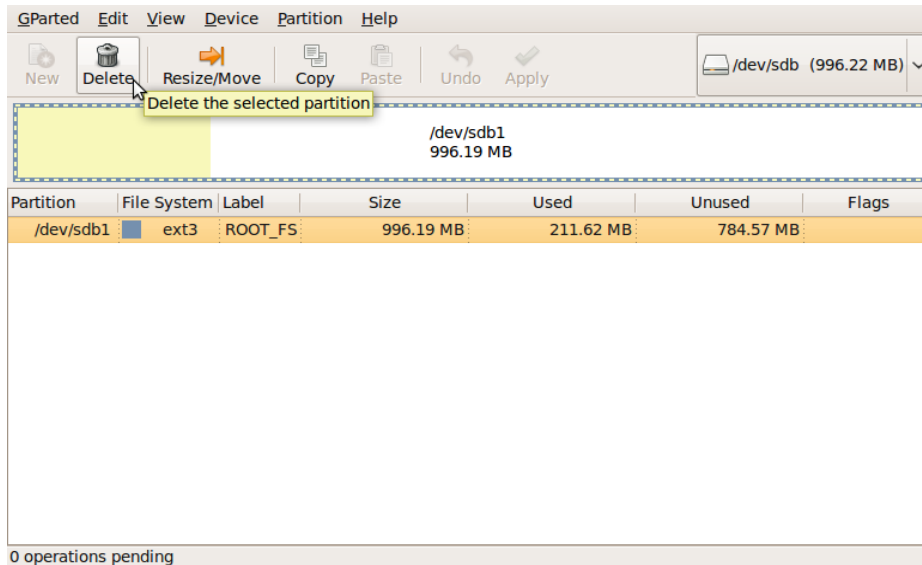 GParted Edit View Device Partition Help
New Delete Resize/Move Copy Paste Undo Apply /dev/sdb (996.22 MB)
Delete the selected partition
/dev/sdb1
996.19 MB
Partition File System Label Size Used Unused Flags
/dev/sdb1 ext3 ROOT_FS 996.19 MB 211.62 MB 784.57 MB
0 operations pending